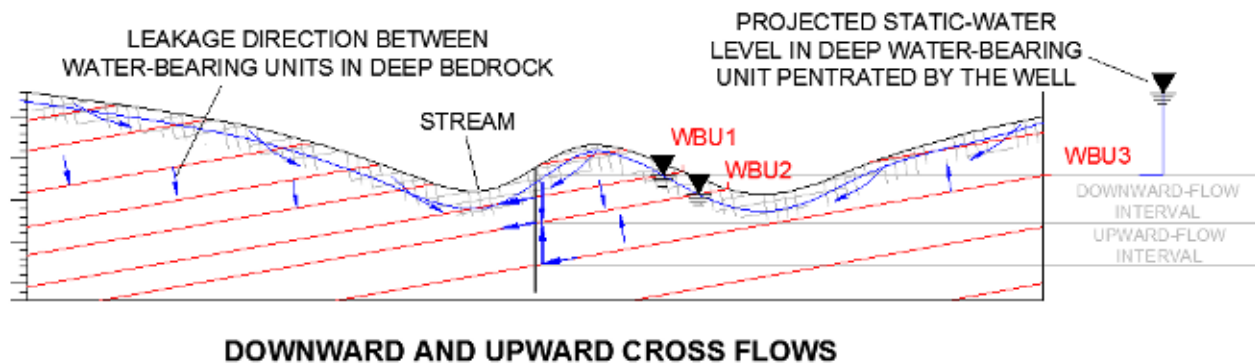 LEAKAGE DIRECTION BETWEEN
WATER-BEARING UNITS IN DEEP BEDROCK
PROJECTED STATIC-WATER
LEVEL IN DEEP WATER-BEARING
UNIT PENTRATED BY THE WELL
STREAM
WBU1
WBU2
WBU3
DOWNWARD-FLOW
INTERVAL
UPWARD-FLOW
INTERVAL
DOWNWARD AND UPWARD CROSS FLOWS